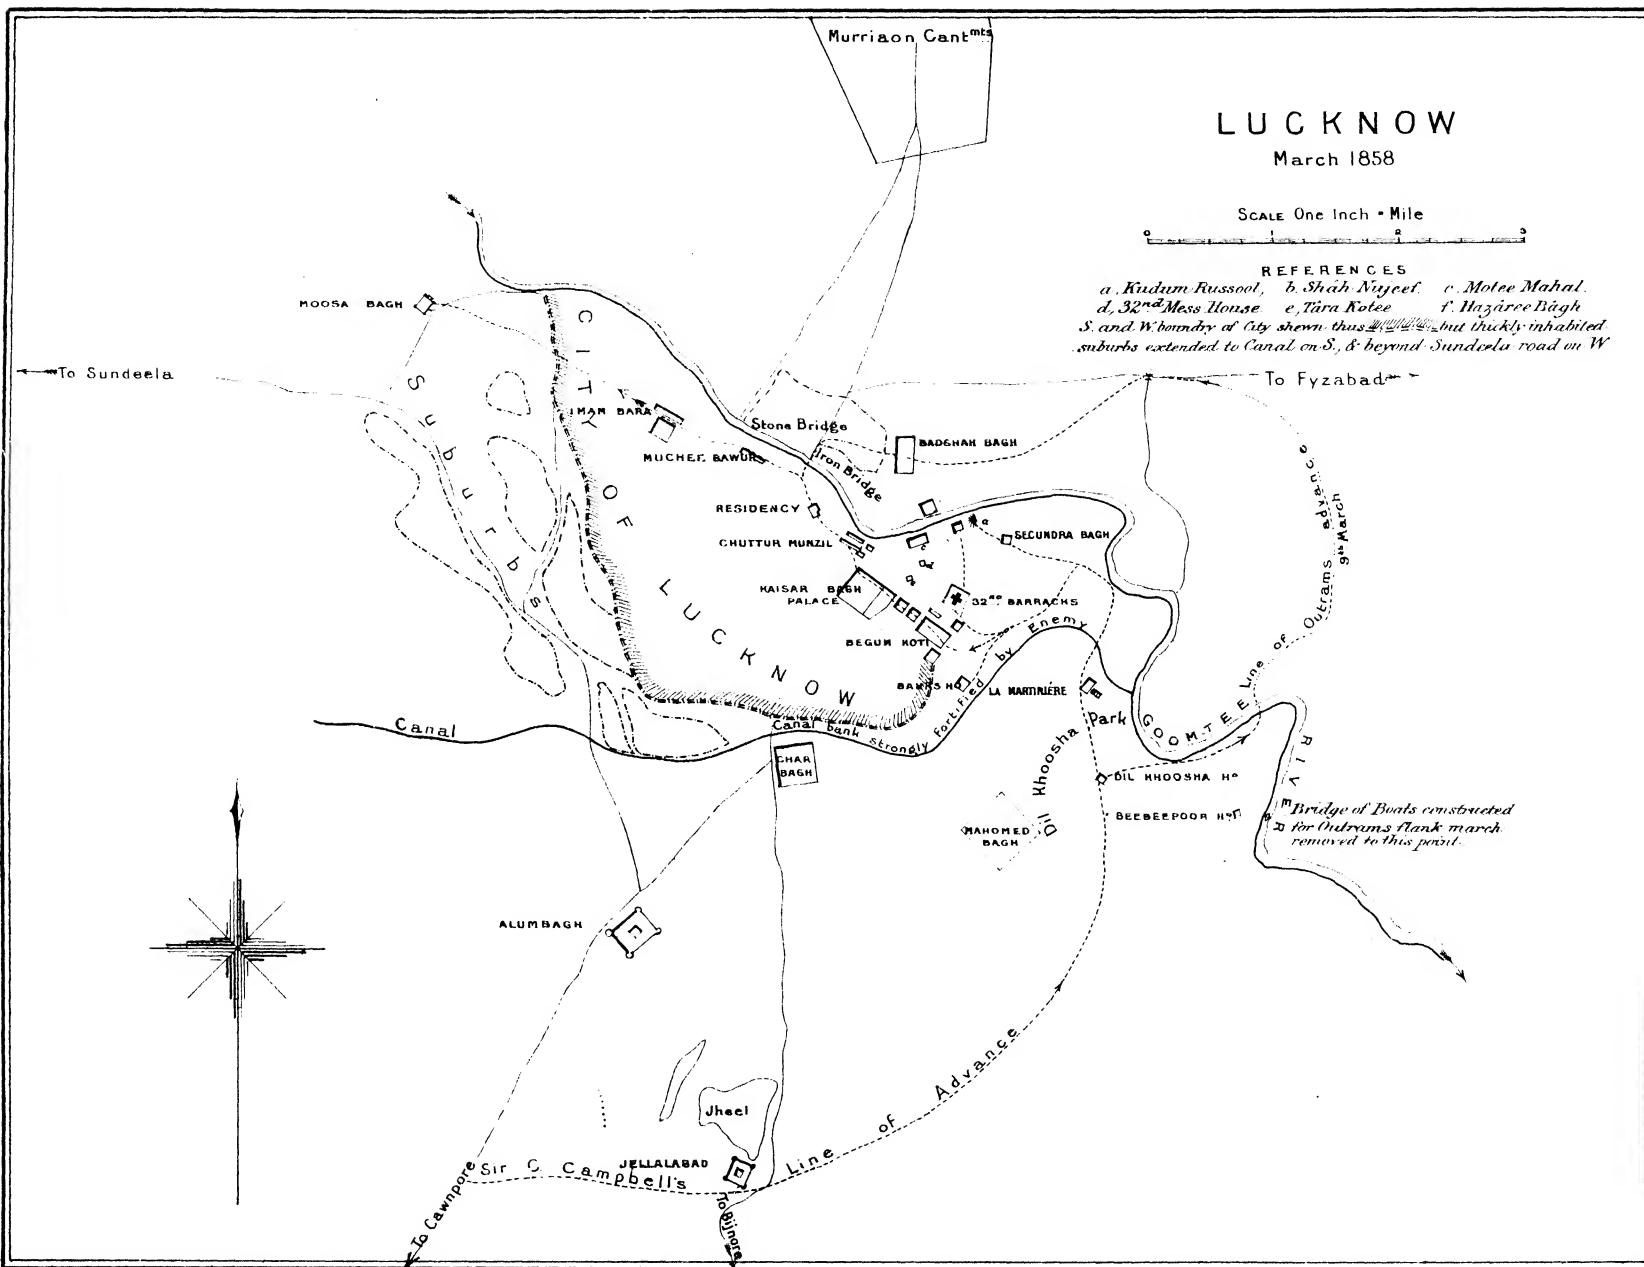 Murriaon Cantmts
LUCKNOW
March 1858
SCALE One Inch = Mile
0 1 2 3
REFERENCES
a, Kudum Russool, b. Shah Nujeef. c. Motee Mahal.
d, 32nd Mess House e, Tara Kotee f. Hazaree Bagh
S. and W. boundry of City shewn thus but thickly inhabited
suburbs extended to Canal on S., & beyond Sundeela road on W
MOOSA BAGH
To Sundeela
To Fyzabad
CITY OF LUCKNOW
Suburbs
IMAM BARA
Stone Bridge
BADSHAH BAGH
MUCHEE BAWUN
Iron Bridge
RESIDENCY
a
SECUNDRA BAGH
CHUTTUR MUNZIL
c
d
KAISAR BAGH
PALACE
32ND BARRACKS
BEGUM KOTI
BANKS HO
LA MARTINIÉRE
Line of Outrams advance
9th March
Canal
Canal bank strongly fortified by Enemy
CHAR
BAGH
Dil Khoosha Park
GOOMTEE RIVER
DIL KHOOSHA HO
BEEBEEPOOR HO
MAHOMED
BAGH
Bridge of Boats constructed
for Outrams flank march
removed to this point.
ALUMBAGH
Jheel
JELLALABAD
Sir C. Campbell's Line of Advance
To Cawnpore
To Bijnore